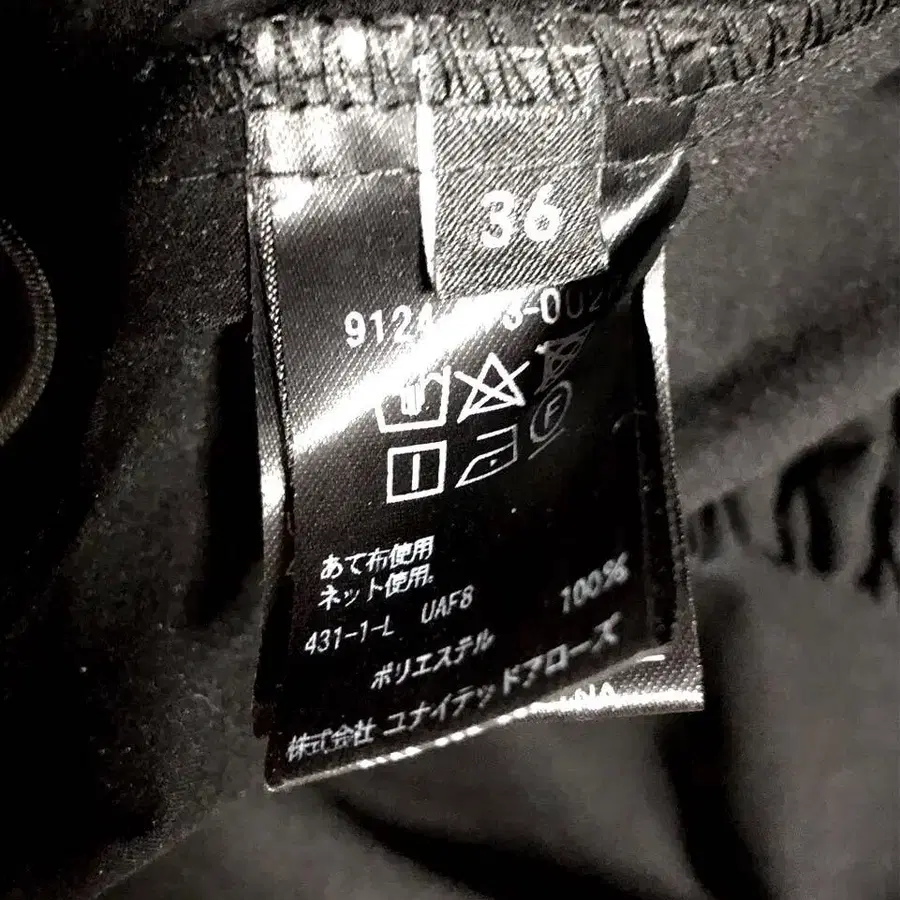 36
あて布使用
ネット使用。
431-1-L UAF8
ポリエステル 100%
株式会社 ユナイテッドアローズ